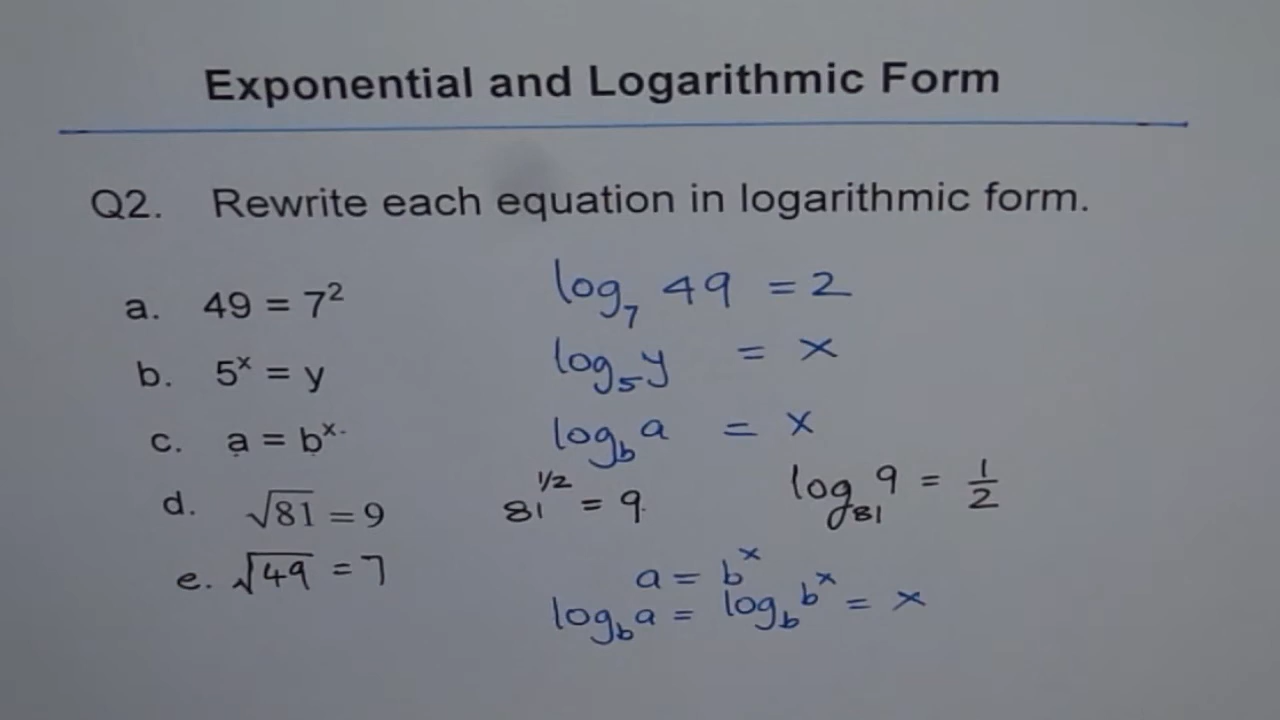 Exponential and Logarithmic Form
Q2. Rewrite each equation in logarithmic form.
a. 49 = 7² log₇ 49 = 2
b. 5ˣ = y log₅y = x
c. a = bˣ log_b a = x
d. √81 = 9 81^1/2 = 9 log₈₁ 9 = 1/2
e. √49 = 7 a = bˣ
log_b a = log_b bˣ = x